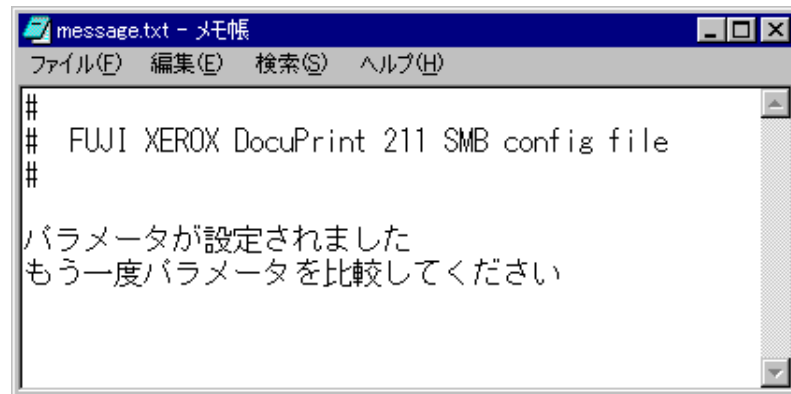 message.txt - メモ帳
ファイル(F) 編集(E) 検索(S) ヘルプ(H)
#
# FUJI XEROX DocuPrint 211 SMB config file
#
パラメータが設定されました
もう一度パラメータを比較してください